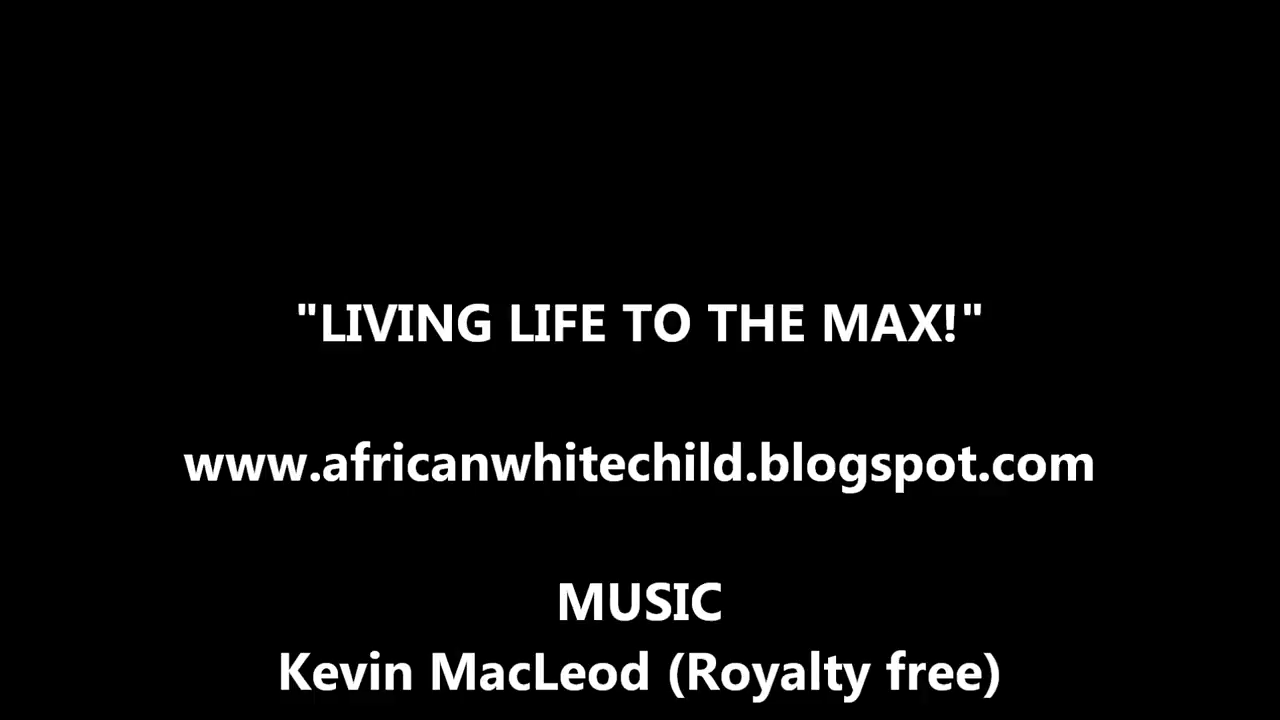 "LIVING LIFE TO THE MAX!"
www.africanwhitechild.blogspot.com
MUSIC
Kevin MacLeod (Royalty free)